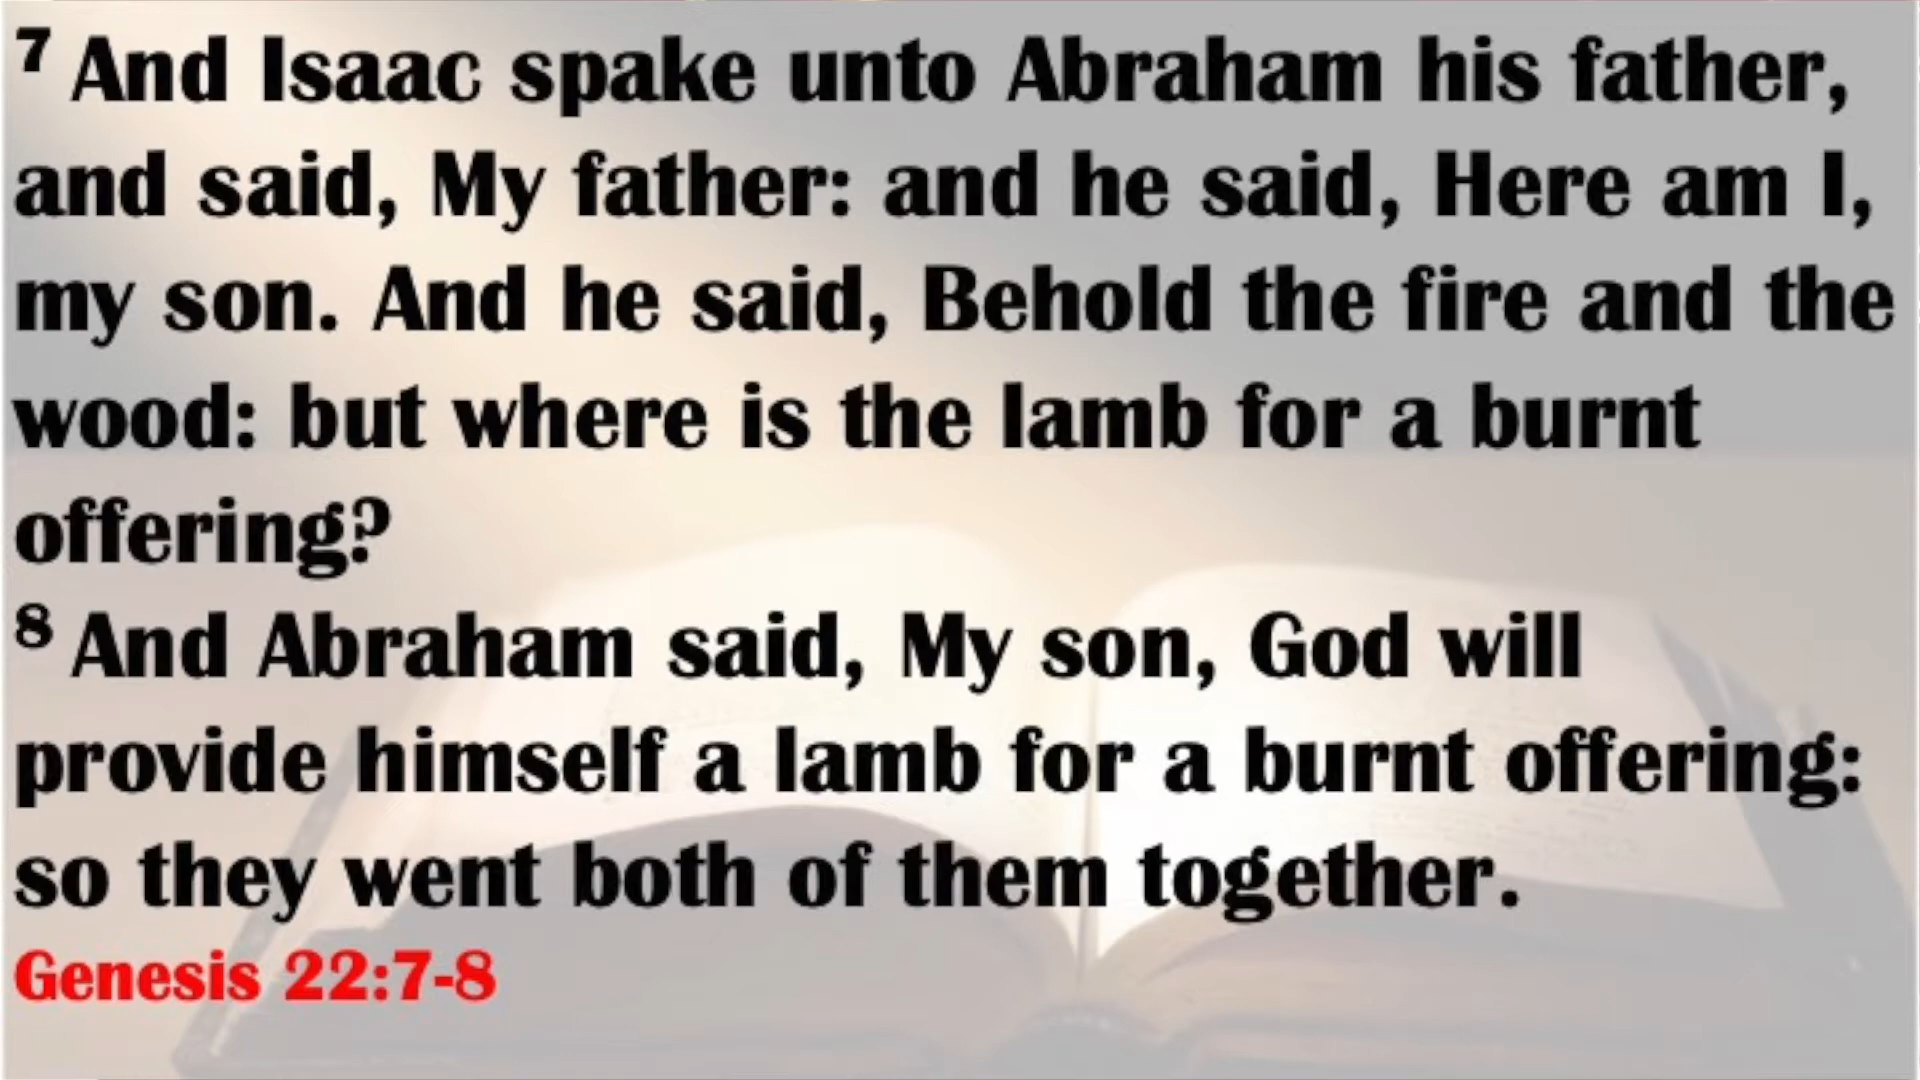 7 And Isaac spake unto Abraham his father,
and said, My father: and he said, Here am I,
my son. And he said, Behold the fire and the
wood: but where is the lamb for a burnt
offering?
8 And Abraham said, My son, God will
provide himself a lamb for a burnt offering:
so they went both of them together.
Genesis 22:7-8